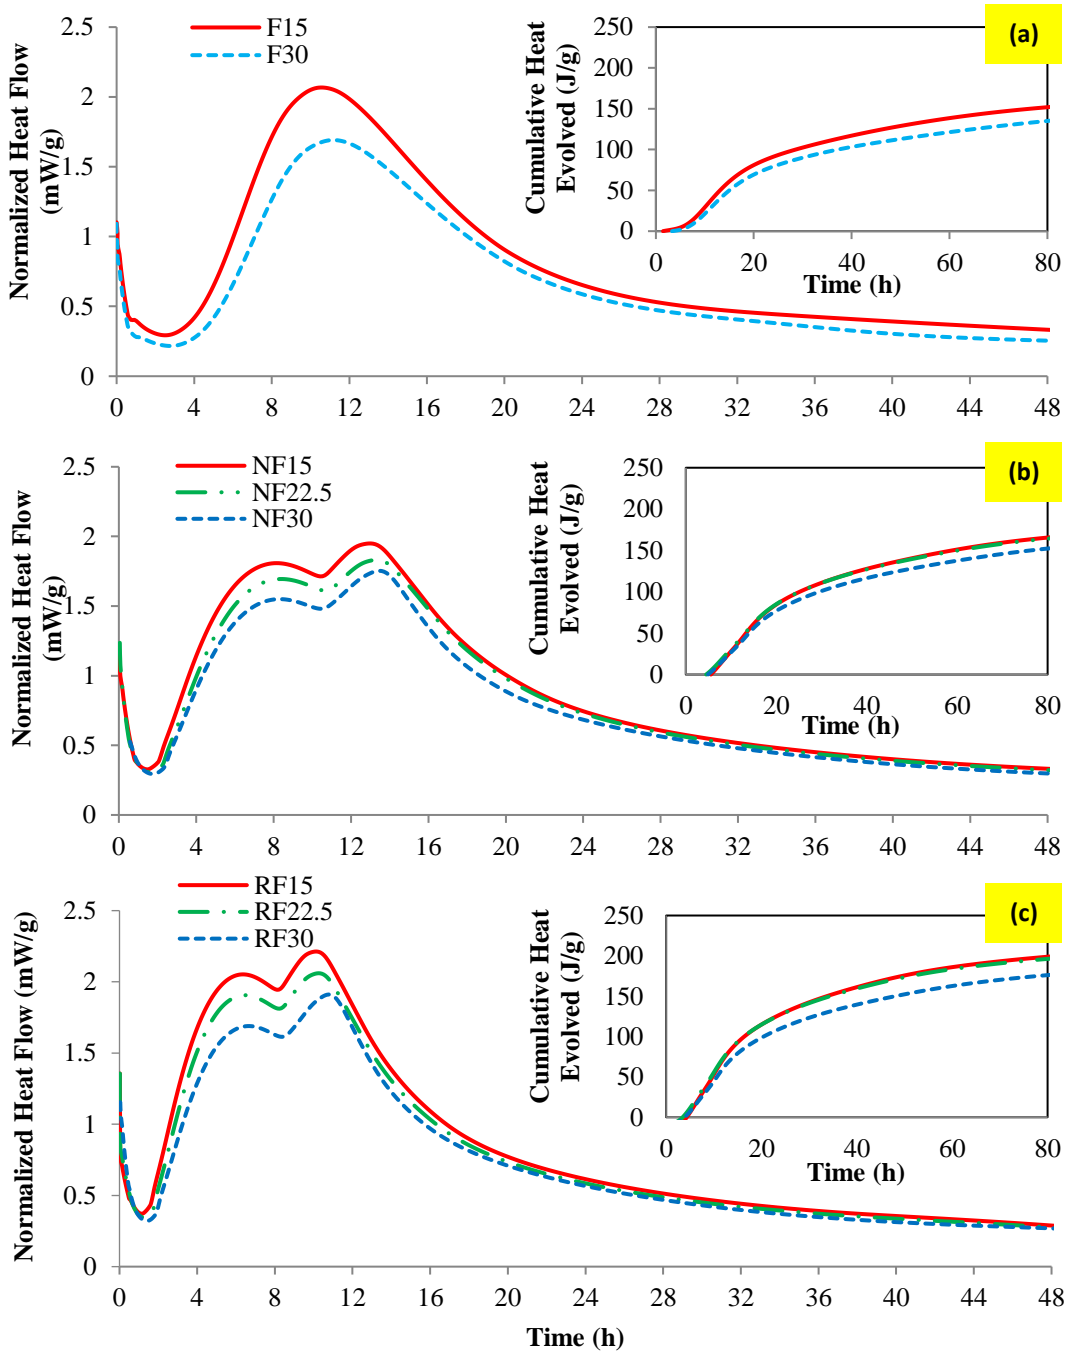 F15
F30
(a)
Normalized Heat Flow
(mW/g)
2.5
2
1.5
1
0.5
0
0 4 8 12 16 20 24 28 32 36 40 44 48
Cumulative Heat
Evolved (J/g)
250
200
150
100
50
0
0 20 40 60 80
Time (h)
NF15
NF22.5
NF30
(b)
Normalized Heat Flow
(mW/g)
2.5
2
1.5
1
0.5
0
0 4 8 12 16 20 24 28 32 36 40 44 48
Cumulative Heat
Evolved (J/g)
250
200
150
100
50
0
0 20 40 60 80
Time (h)
RF15
RF22.5
RF30
(c)
Normalized Heat Flow (mW/g)
2.5
2
1.5
1
0.5
0
0 4 8 12 16 20 24 28 32 36 40 44 48
Cumulative Heat
Evolved (J/g)
250
200
150
100
50
0
0 20 40 60 80
Time (h)
Time (h)